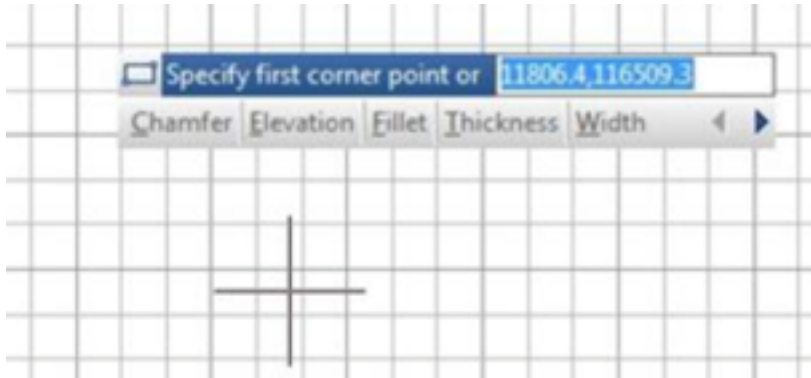 Specify first corner point or 11806.4,116509.3
Chamfer Elevation Fillet Thickness Width